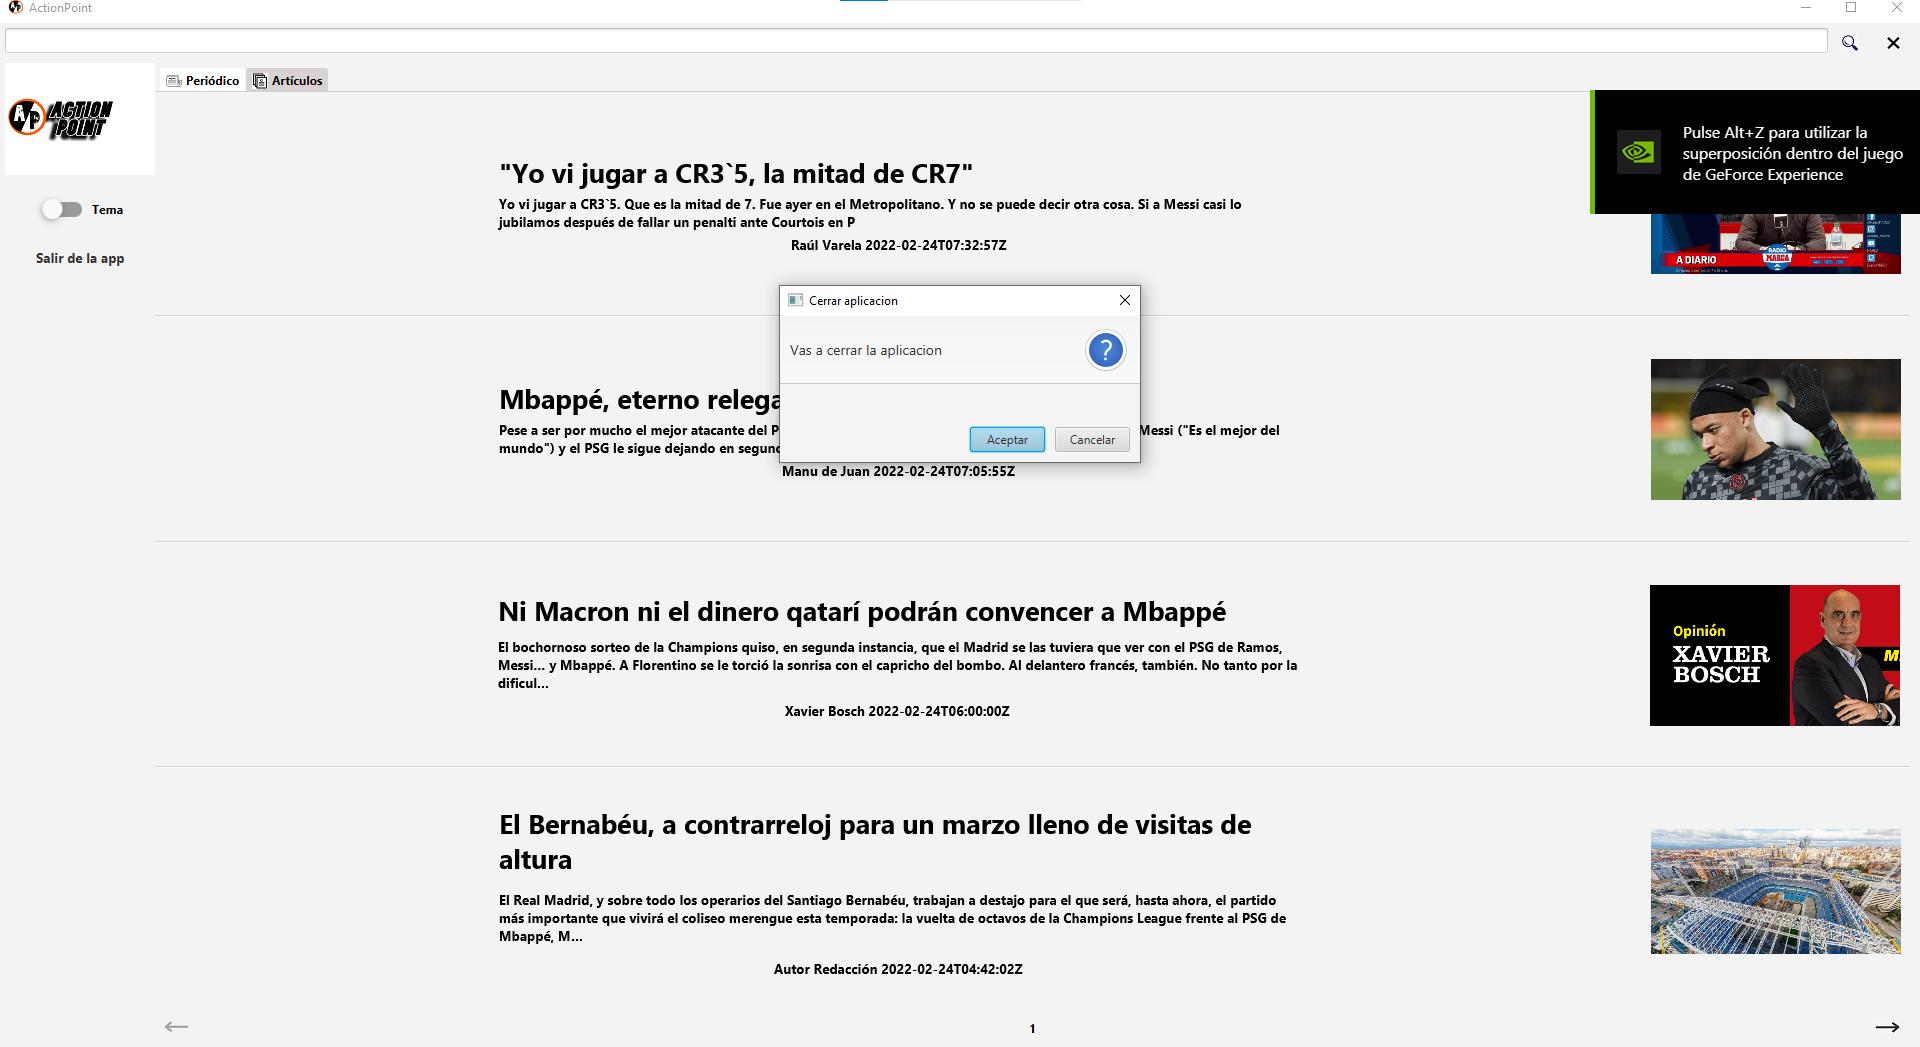 ActionPoint
Periódico
Artículos
ACTION
POINT
Pulse Alt+Z para utilizar la
superposición dentro del juego
de GeForce Experience
"Yo vi jugar a CR3`5, la mitad de CR7"
Yo vi jugar a CR3`5. Que es la mitad de 7. Fue ayer en el Metropolitano. Y no se puede decir otra cosa. Si a Messi casi lo
jubilamos después de fallar un penalti ante Courtois en P
Raúl Varela 2022-02-24T07:32:57Z
Tema
Salir de la app
A DIARIO
RADIO
MARCA
Cerrar aplicacion
Vas a cerrar la aplicacion
Aceptar
Cancelar
Mbappé, eterno relega
Pese a ser por mucho el mejor atacante del P
Messi ("Es el mejor del
mundo") y el PSG le sigue dejando en segund
Manu de Juan 2022-02-24T07:05:55Z
Ni Macron ni el dinero qatarí podrán convencer a Mbappé
El bochornoso sorteo de la Champions quiso, en segunda instancia, que el Madrid se las tuviera que ver con el PSG de Ramos,
Messi... y Mbappé. A Florentino se le torció la sonrisa con el capricho del bombo. Al delantero francés, también. No tanto por la
dificul...
Xavier Bosch 2022-02-24T06:00:00Z
Opinión
XAVIER
BOSCH
El Bernabéu, a contrarreloj para un marzo lleno de visitas de
altura
El Real Madrid, y sobre todo los operarios del Santiago Bernabéu, trabajan a destajo para el que será, hasta ahora, el partido
más importante que vivirá el coliseo merengue esta temporada: la vuelta de octavos de la Champions League frente al PSG de
Mbappé, M...
Autor Redacción 2022-02-24T04:42:02Z
1